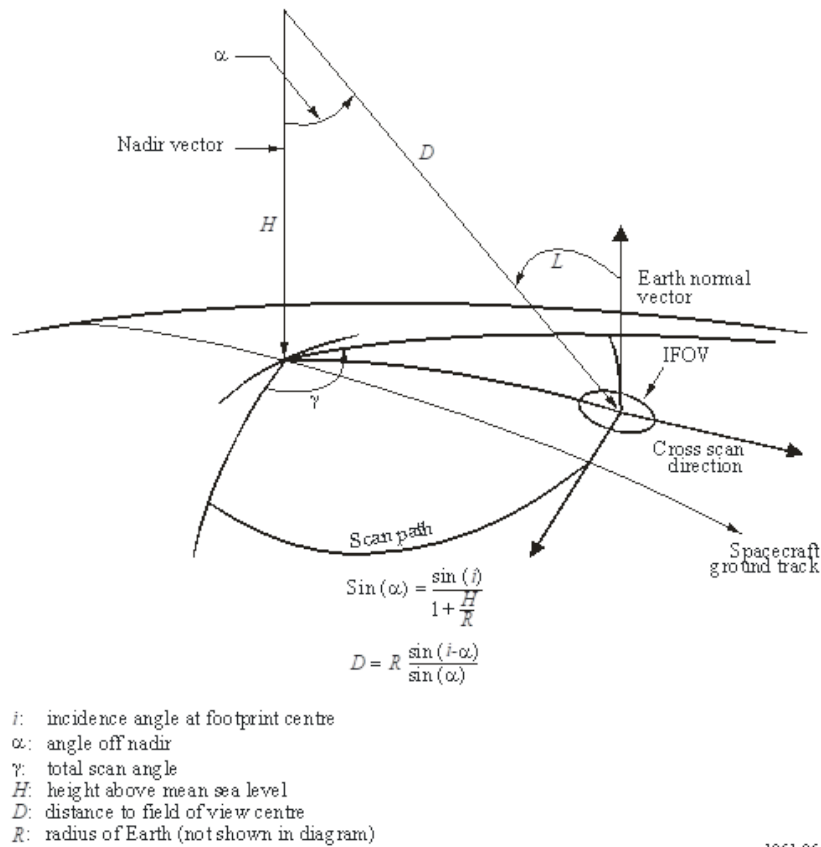 α
Nadir vector
D
H
L
Earth normal
vector
IFOV
γ
Cross scan
direction
Scan path
Spacecraft
ground track
Sin (α) = sin (i) / 1 + H/R
D = R sin (i-α) / sin (α)
i: incidence angle at footprint centre
α: angle off nadir
γ: total scan angle
H: height above mean sea level
D: distance to field of view centre
R: radius of Earth (not shown in diagram)